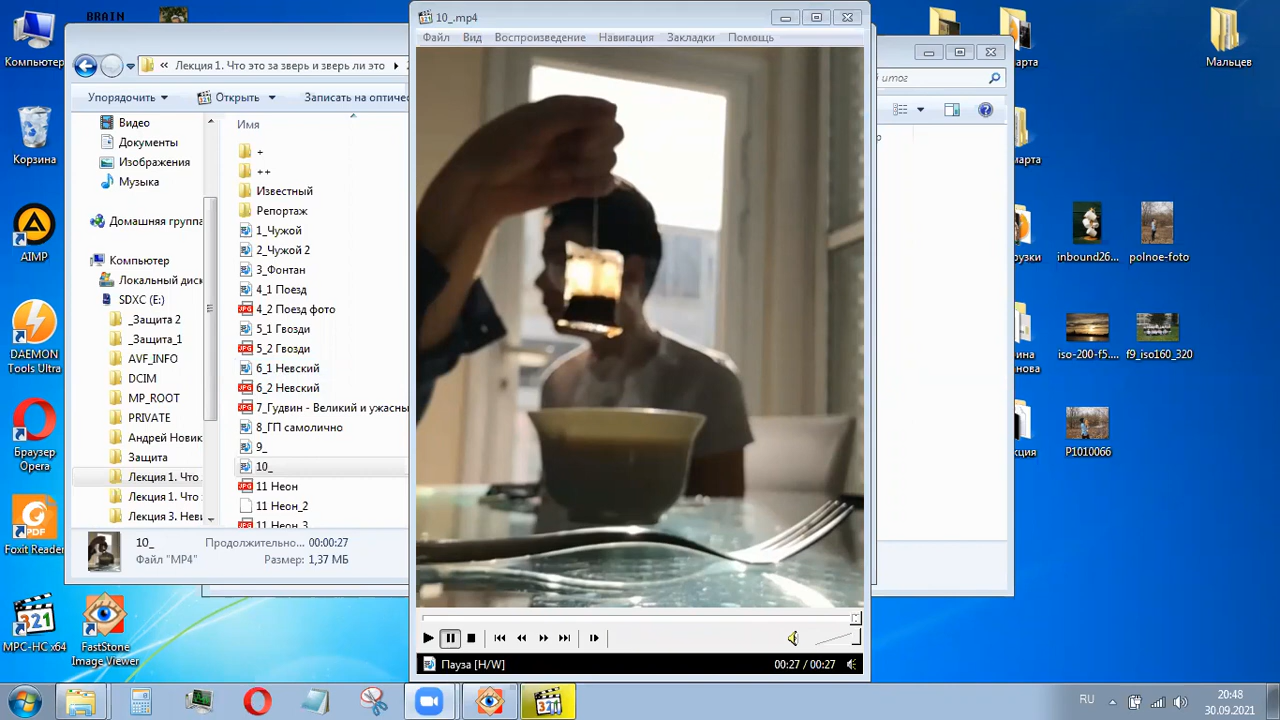 BRAIN
Компьютер
Корзина
AIMP
DAEMON
Tools Ultra
Браузер
Opera
Foxit Reader
MPC-HC x64
FastStone
Image Viewer
« Лекция 1. Что это за зверь и зверь ли это
Упорядочить
Открыть
Записать на оптиче
Видео
Документы
Изображения
Музыка
Домашняя группа
Компьютер
Локальный диск
SDXC (E:)
_Защита 2
_Защита_1
AVF_INFO
DCIM
MP_ROOT
PRIVATE
Андрей Новик
Защита
Лекция 1. Что
Лекция 1. Что
Лекция 3. Неви
Имя
+
++
Известный
Репортаж
1_Чужой
2_Чужой 2
3_Фонтан
4_1 Поезд
4_2 Поезд фото
5_1 Гвозди
5_2 Гвозди
6_1 Невский
6_2 Невский
7_Гудвин - Великий и ужасны
8_ГП самолично
9_
10_
11 Неон
11 Неон_2
11 Неон_3
10_
Продолжительно... 00:00:27
Файл "MP4"
Размер: 1,37 МБ
10_.mp4
Файл Вид Воспроизведение Навигация Закладки Помощь
Пауза [H/W]
00:27 / 00:27
итог
арта
Мальцев
марта
рузки
inbound26...
polnoe-foto
рина
анова
iso-200-f5....
f9_iso160_320
кция
P1010066
RU
20:48
30.09.2021